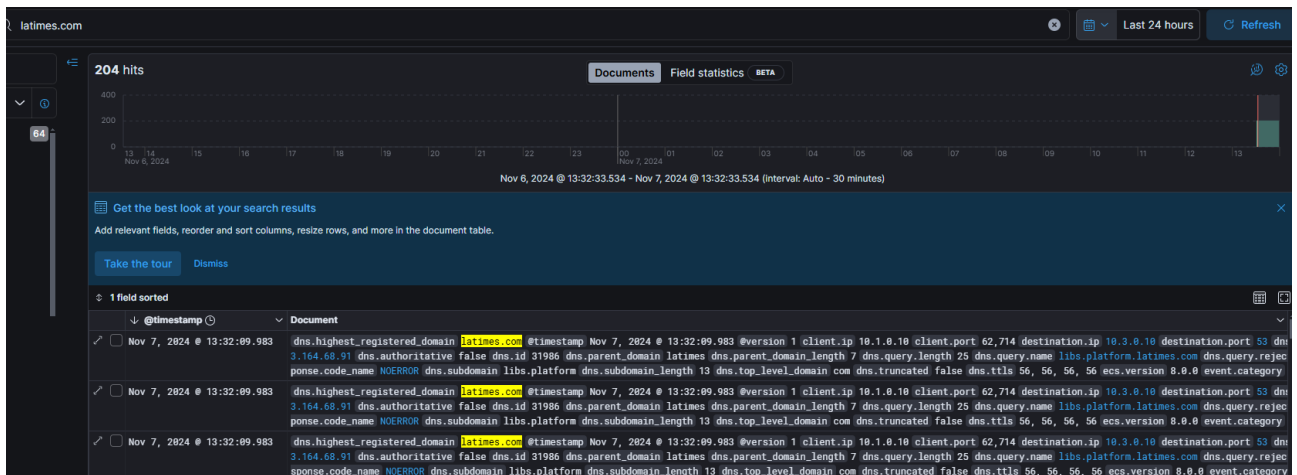 latimes.com
Last 24 hours
Refresh
204 hits
Documents
Field statistics
BETA
64
400
200
0
13 14 15 16 17 18 19 20 21 22 23 00 01 02 03 04 05 06 07 08 09 10 11 12 13
Nov 6, 2024
Nov 7, 2024
Nov 6, 2024 @ 13:32:33.534 - Nov 7, 2024 @ 13:32:33.534 (interval: Auto - 30 minutes)
Get the best look at your search results
Add relevant fields, reorder and sort columns, resize rows, and more in the document table.
Take the tour
Dismiss
1 field sorted
@timestamp
Document
Nov 7, 2024 @ 13:32:09.983
dns.highest_registered_domain latimes.com @timestamp Nov 7, 2024 @ 13:32:09.983 @version 1 client.ip 10.1.0.10 client.port 62,714 destination.ip 10.3.0.10 destination.port 53 dns
3.164.68.91 dns.authoritative false dns.id 31986 dns.parent_domain latimes dns.parent_domain_length 7 dns.query.length 25 dns.query.name libs.platform.latimes.com dns.query.rejec
ponse.code_name NOERROR dns.subdomain libs.platform dns.subdomain_length 13 dns.top_level_domain com dns.truncated false dns.ttls 56, 56, 56, 56 ecs.version 8.0.0 event.category
Nov 7, 2024 @ 13:32:09.983
dns.highest_registered_domain latimes.com @timestamp Nov 7, 2024 @ 13:32:09.983 @version 1 client.ip 10.1.0.10 client.port 62,714 destination.ip 10.3.0.10 destination.port 53 dns
3.164.68.91 dns.authoritative false dns.id 31986 dns.parent_domain latimes dns.parent_domain_length 7 dns.query.length 25 dns.query.name libs.platform.latimes.com dns.query.rejec
ponse.code_name NOERROR dns.subdomain libs.platform dns.subdomain_length 13 dns.top_level_domain com dns.truncated false dns.ttls 56, 56, 56, 56 ecs.version 8.0.0 event.category
Nov 7, 2024 @ 13:32:09.983
dns.highest_registered_domain latimes.com @timestamp Nov 7, 2024 @ 13:32:09.983 @version 1 client.ip 10.1.0.10 client.port 62,714 destination.ip 10.3.0.10 destination.port 53 dns
3.164.68.91 dns.authoritative false dns.id 31986 dns.parent_domain latimes dns.parent_domain_length 7 dns.query.length 25 dns.query.name libs.platform.latimes.com dns.query.rejec
sponse.code_name NOERROR dns.subdomain libs.platform dns.subdomain_length 13 dns.top_level_domain com dns.truncated false dns.ttls 56, 56, 56, 56 ecs.version 8.0.0 event.category